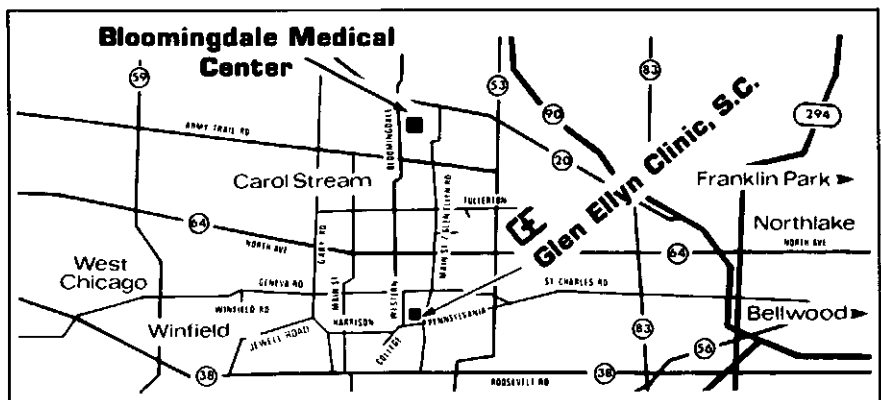 Bloomingdale Medical
Center
59
53
83
90
294
ARMY TRAIL RD
BLOOMINGDALE
20
Glen Ellyn Clinic, S.C.
GE
Carol Stream
Franklin Park
FULLERTON
MAIN ST / GLEN ELLYN RD
64
NORTH AVE
GARY RD
Northlake
NORTH AVE
64
West
Chicago
GENEVA RD
MAIN ST
WESTERN
ST CHARLES RD
WINFIELD RD
HARRISON
PENNSYLVANIA
Bellwood
Winfield
JEWELL ROAD
COLLEGE
83
56
38
ROOSEVELT RD
38